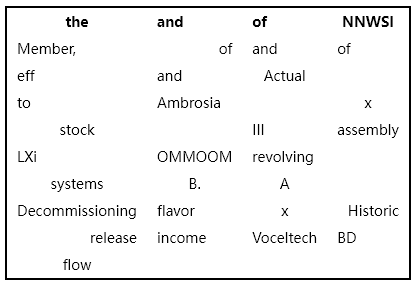 the and of NNWSI
Member, of and of
eff and Actual
to Ambrosia x
stock III assembly
LXi OMMOOM revolving
systems B. A
Decommissioning flavor x Historic
release income Voceltech BD
flow